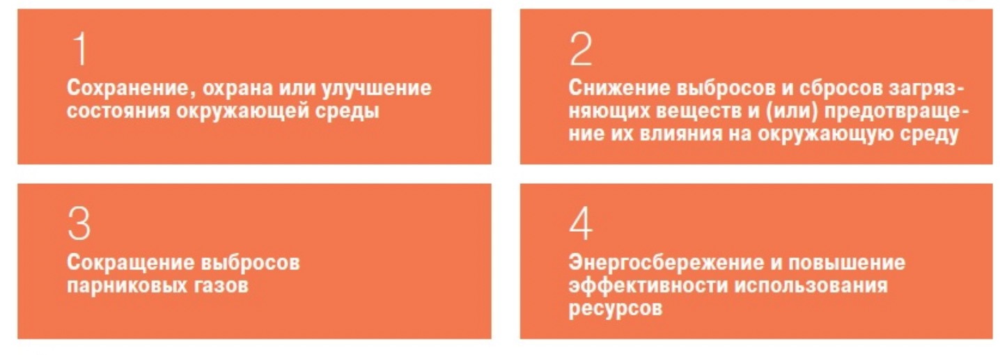 1
Сохранение, охрана или улучшение
состояния окружающей среды
2
Снижение выбросов и сбросов загряз-
няющих веществ и (или) предотвраще-
ние их влияния на окружающую среду
3
Сокращение выбросов
парниковых газов
4
Энергосбережение и повышение
эффективности использования
ресурсов